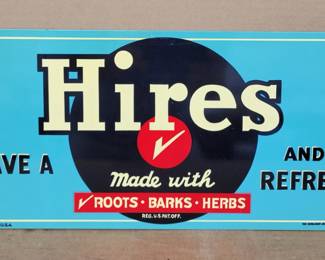 Hires
AVE A
AND
Made with
REFRE
ROOTS · BARKS · HERBS
REG. U.S. PAT. OFF.
U.S.A.